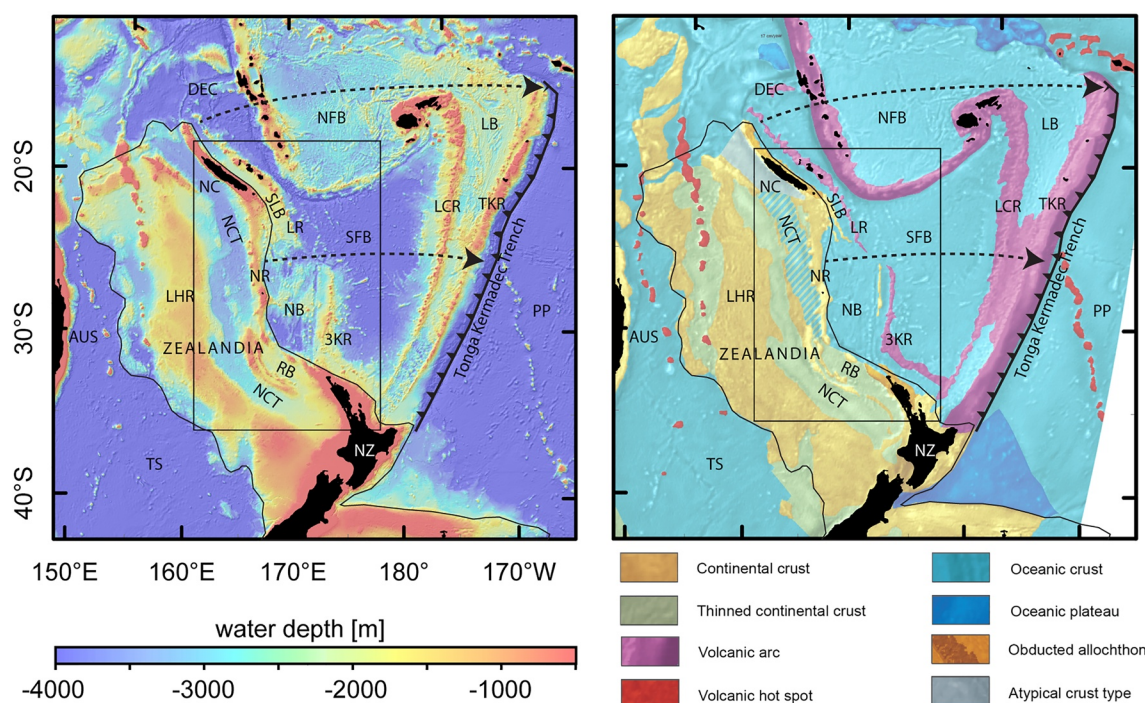 DEC
NFB
LB
20°S
NC
SLB
NCT
LR
LCR
TKR
SFB
NR
LHR
NB
PP
30°S
AUS
3KR
ZEALANDIA
RB
NCT
Tonga Kermadec Trench
NZ
TS
40°S
150°E 160°E 170°E 180° 170°W
water depth [m]
-4000 -3000 -2000 -1000
DEC
NFB
LB
NC
SLB
NCT
LR
LCR
TKR
SFB
NR
LHR
NB
PP
AUS
3KR
ZEALANDIA
RB
NCT
Tonga Kermadec Trench
NZ
TS
Continental crust
Thinned continental crust
Volcanic arc
Volcanic hot spot
Oceanic crust
Oceanic plateau
Obducted allochthon
Atypical crust type